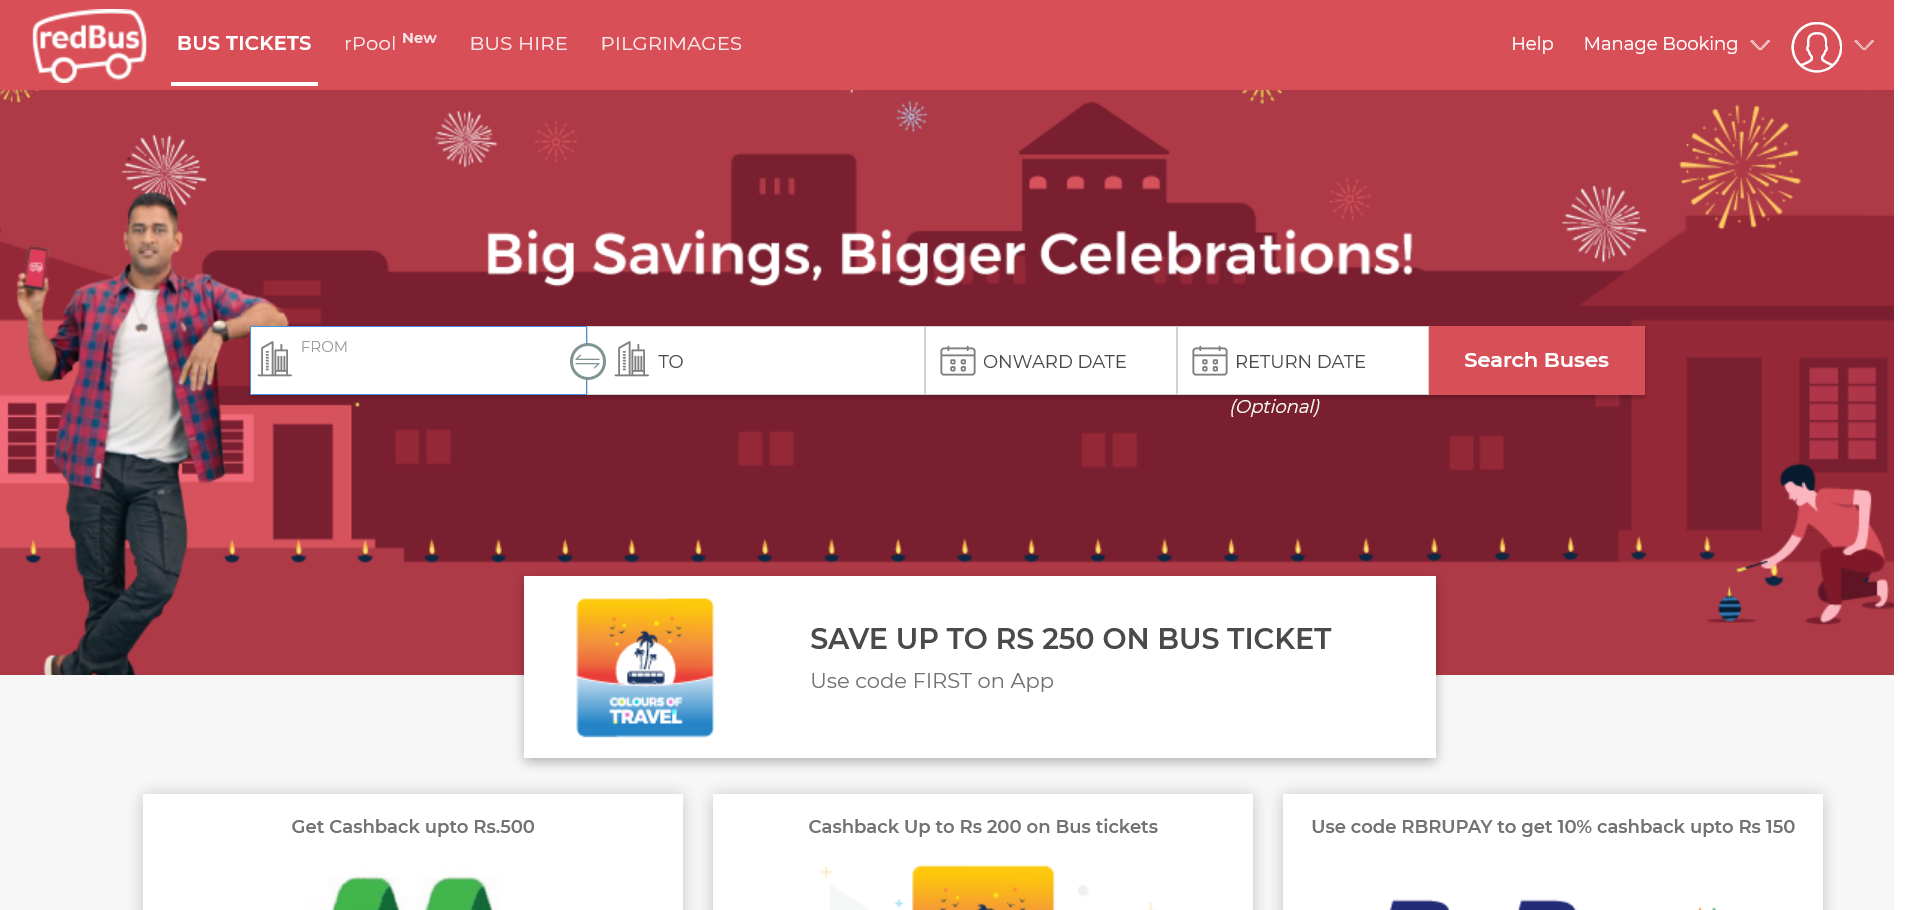 redBus
BUS TICKETS
rPool New
BUS HIRE
PILGRIMAGES
Help
Manage Booking
Big Savings, Bigger Celebrations!
FROM
TO
ONWARD DATE
RETURN DATE
Search Buses
(Optional)
COLOURS OF
TRAVEL
SAVE UP TO RS 250 ON BUS TICKET
Use code FIRST on App
Get Cashback upto Rs.500
Cashback Up to Rs 200 on Bus tickets
Use code RBRUPAY to get 10% cashback upto Rs 150